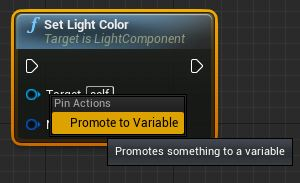 f Set Light Color
Target is LightComponent
Target self
Pin Actions
Promote to Variable
Promotes something to a variable